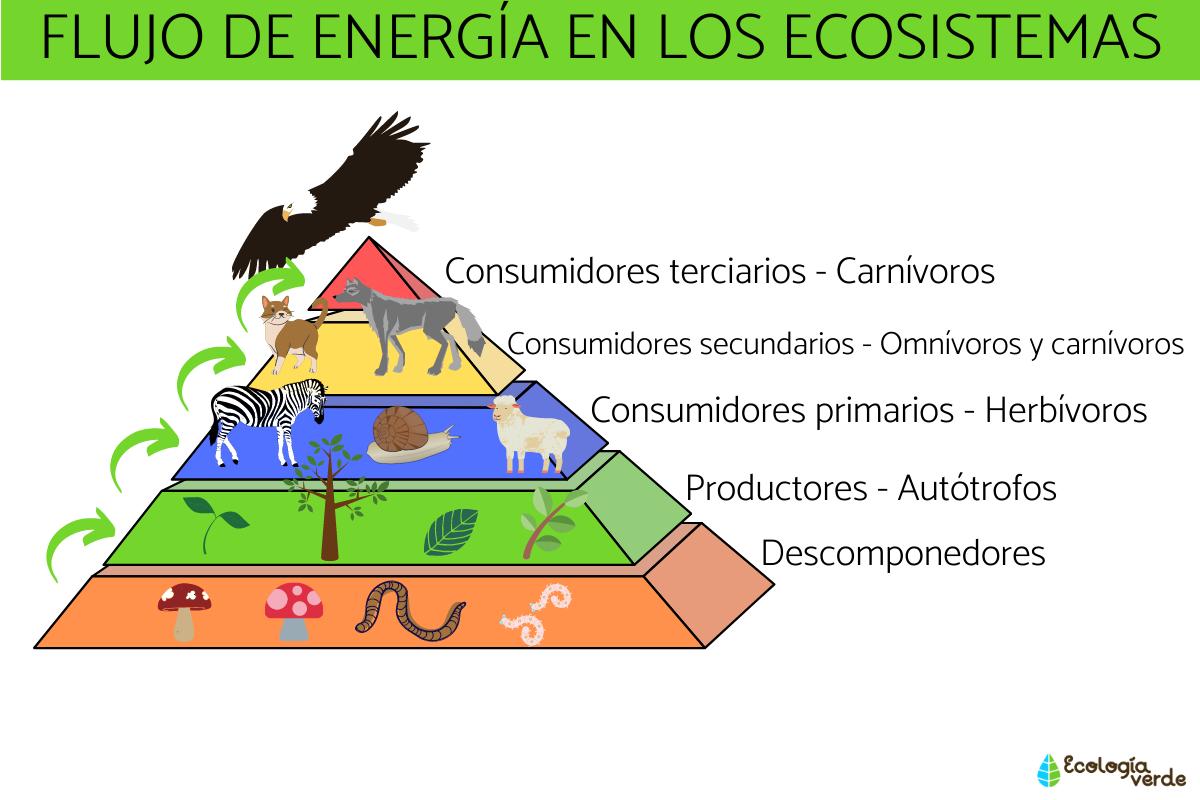 FLUJO DE ENERGÍA EN LOS ECOSISTEMAS
Consumidores terciarios - Carnívoros
Consumidores secundarios - Omnívoros y carnívoros
Consumidores primarios - Herbívoros
Productores - Autótrofos
Descomponedores
Ecología
verde